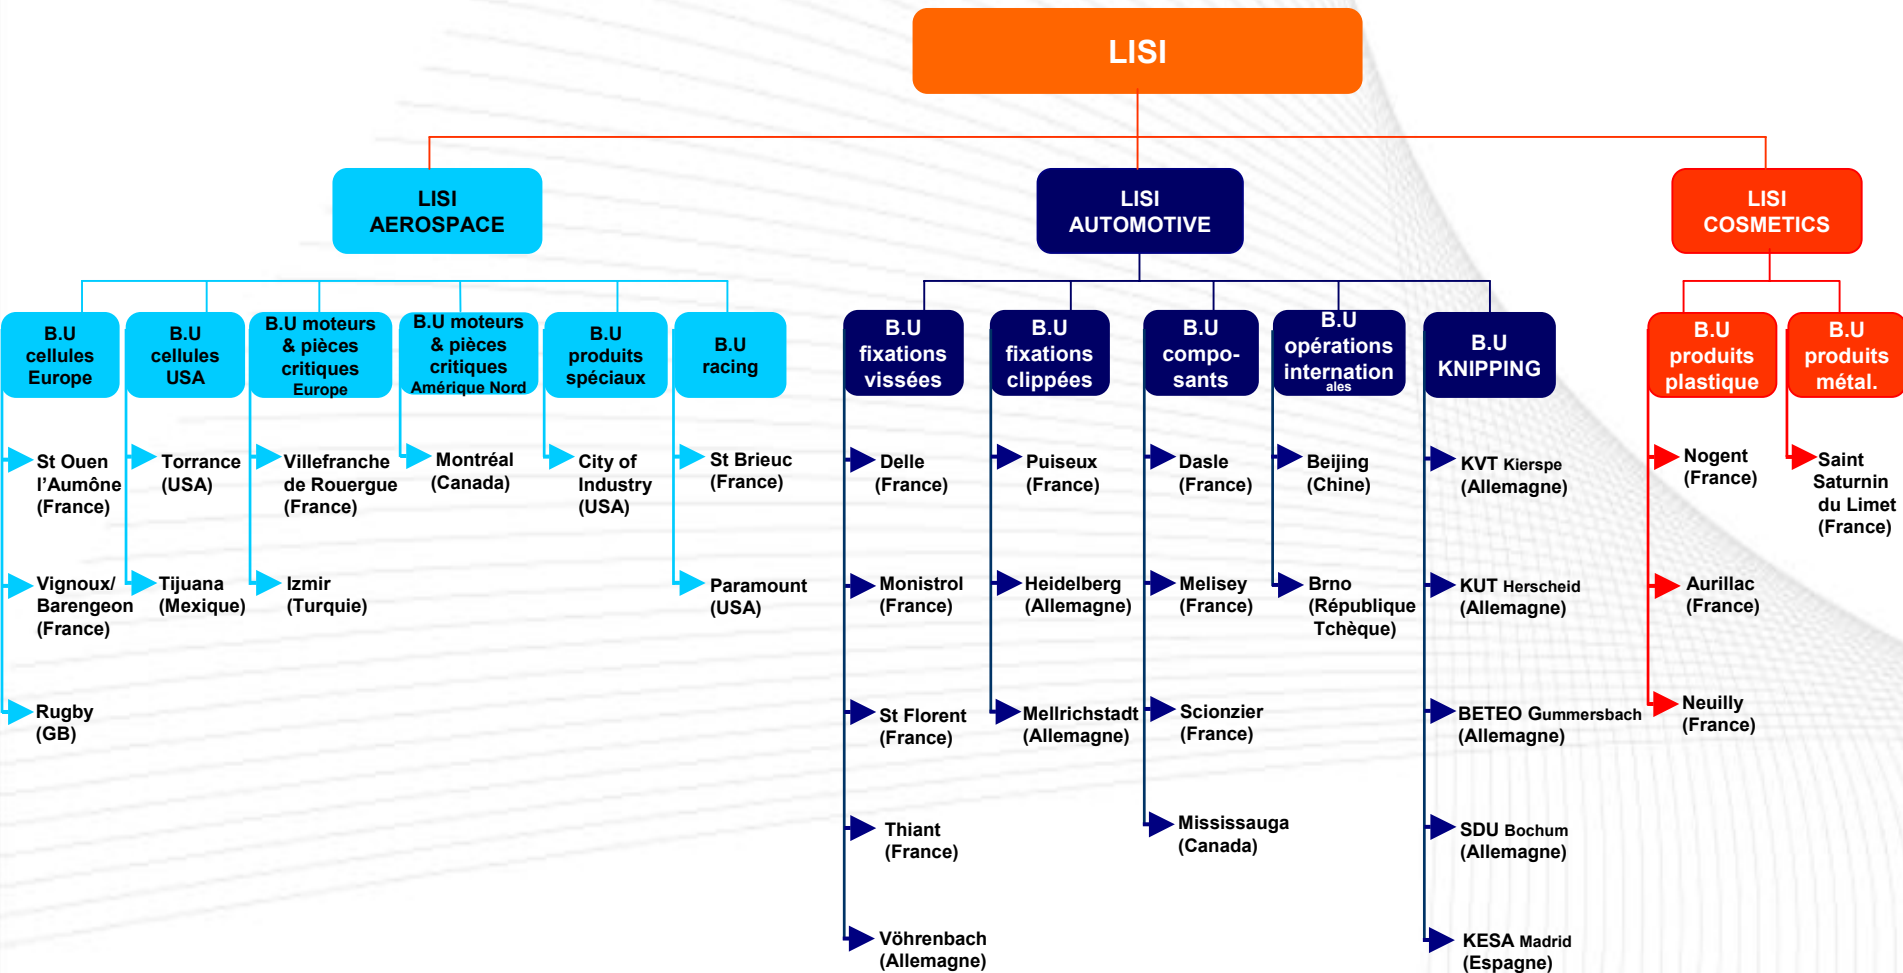 LISI
LISI
AEROSPACE
LISI
AUTOMOTIVE
LISI
COSMETICS
B.U
cellules
Europe
B.U
cellules
USA
B.U moteurs
& pièces
critiques
Europe
B.U moteurs
& pièces
critiques
Amérique Nord
B.U
produits
spéciaux
B.U
racing
B.U
fixations
vissées
B.U
fixations
clippées
B.U
compo-
sants
B.U
opérations
internation
ales
B.U
KNIPPING
B.U
produits
plastique
B.U
produits
métal.
St Ouen
l’Aumône
(France)
Vignoux/
Barengeon
(France)
Rugby
(GB)
Torrance
(USA)
Tijuana
(Mexique)
Villefranche
de Rouergue
(France)
Izmir
(Turquie)
Montréal
(Canada)
City of
Industry
(USA)
St Brieuc
(France)
Paramount
(USA)
Delle
(France)
Monistrol
(France)
St Florent
(France)
Thiant
(France)
Vöhrenbach
(Allemagne)
Puiseux
(France)
Heidelberg
(Allemagne)
Mellrichstadt
(Allemagne)
Dasle
(France)
Melisey
(France)
Scionzier
(France)
Mississauga
(Canada)
Beijing
(Chine)
Brno
(République
Tchèque)
KVT Kierspe
(Allemagne)
KUT Herscheid
(Allemagne)
BETEO Gummersbach
(Allemagne)
SDU Bochum
(Allemagne)
KESA Madrid
(Espagne)
Nogent
(France)
Aurillac
(France)
Neuilly
(France)
Saint
Saturnin
du Limet
(France)